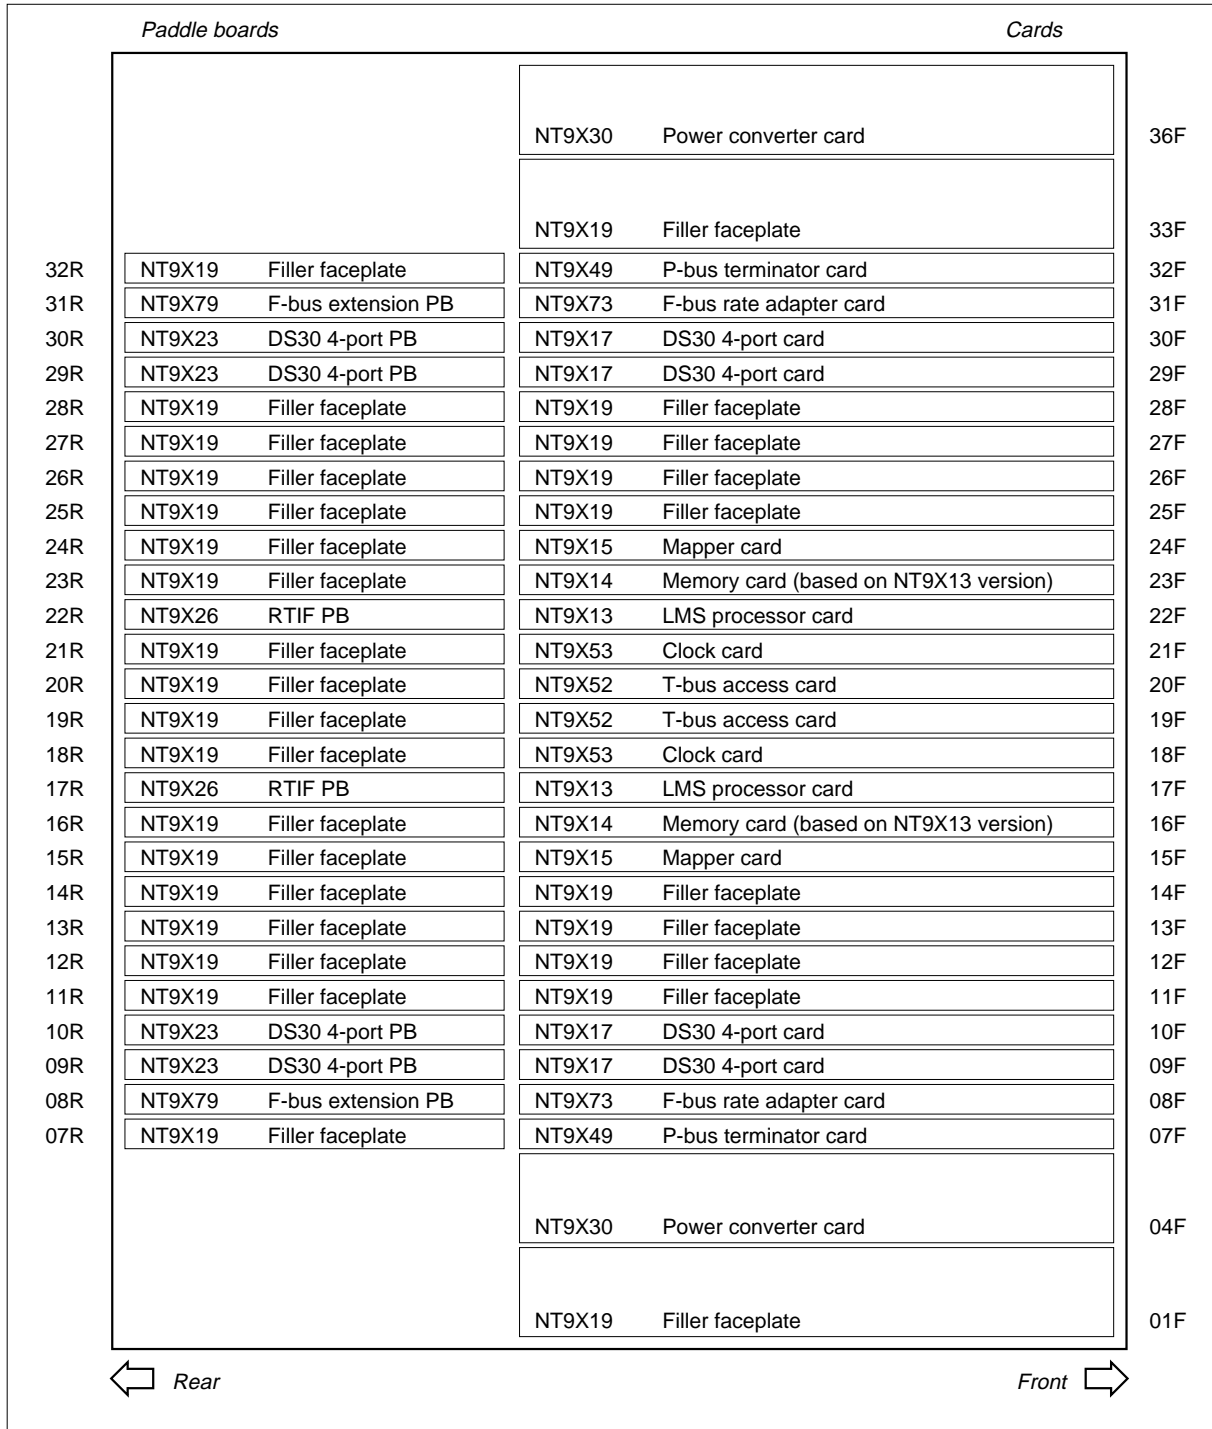 Paddle boards Cards
NT9X30 Power converter card 36F
NT9X19 Filler faceplate 33F
32R NT9X19 Filler faceplate NT9X49 P-bus terminator card 32F
31R NT9X79 F-bus extension PB NT9X73 F-bus rate adapter card 31F
30R NT9X23 DS30 4-port PB NT9X17 DS30 4-port card 30F
29R NT9X23 DS30 4-port PB NT9X17 DS30 4-port card 29F
28R NT9X19 Filler faceplate NT9X19 Filler faceplate 28F
27R NT9X19 Filler faceplate NT9X19 Filler faceplate 27F
26R NT9X19 Filler faceplate NT9X19 Filler faceplate 26F
25R NT9X19 Filler faceplate NT9X19 Filler faceplate 25F
24R NT9X19 Filler faceplate NT9X15 Mapper card 24F
23R NT9X19 Filler faceplate NT9X14 Memory card (based on NT9X13 version) 23F
22R NT9X26 RTIF PB NT9X13 LMS processor card 22F
21R NT9X19 Filler faceplate NT9X53 Clock card 21F
20R NT9X19 Filler faceplate NT9X52 T-bus access card 20F
19R NT9X19 Filler faceplate NT9X52 T-bus access card 19F
18R NT9X19 Filler faceplate NT9X53 Clock card 18F
17R NT9X26 RTIF PB NT9X13 LMS processor card 17F
16R NT9X19 Filler faceplate NT9X14 Memory card (based on NT9X13 version) 16F
15R NT9X19 Filler faceplate NT9X15 Mapper card 15F
14R NT9X19 Filler faceplate NT9X19 Filler faceplate 14F
13R NT9X19 Filler faceplate NT9X19 Filler faceplate 13F
12R NT9X19 Filler faceplate NT9X19 Filler faceplate 12F
11R NT9X19 Filler faceplate NT9X19 Filler faceplate 11F
10R NT9X23 DS30 4-port PB NT9X17 DS30 4-port card 10F
09R NT9X23 DS30 4-port PB NT9X17 DS30 4-port card 09F
08R NT9X79 F-bus extension PB NT9X73 F-bus rate adapter card 08F
07R NT9X19 Filler faceplate NT9X49 P-bus terminator card 07F
NT9X30 Power converter card 04F
NT9X19 Filler faceplate 01F
Rear Front